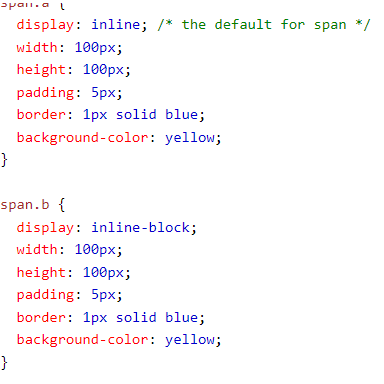 span.a {
  display: inline; /* the default for span */
  width: 100px;
  height: 100px;
  padding: 5px;
  border: 1px solid blue;
  background-color: yellow;
}

span.b {
  display: inline-block;
  width: 100px;
  height: 100px;
  padding: 5px;
  border: 1px solid blue;
  background-color: yellow;
}